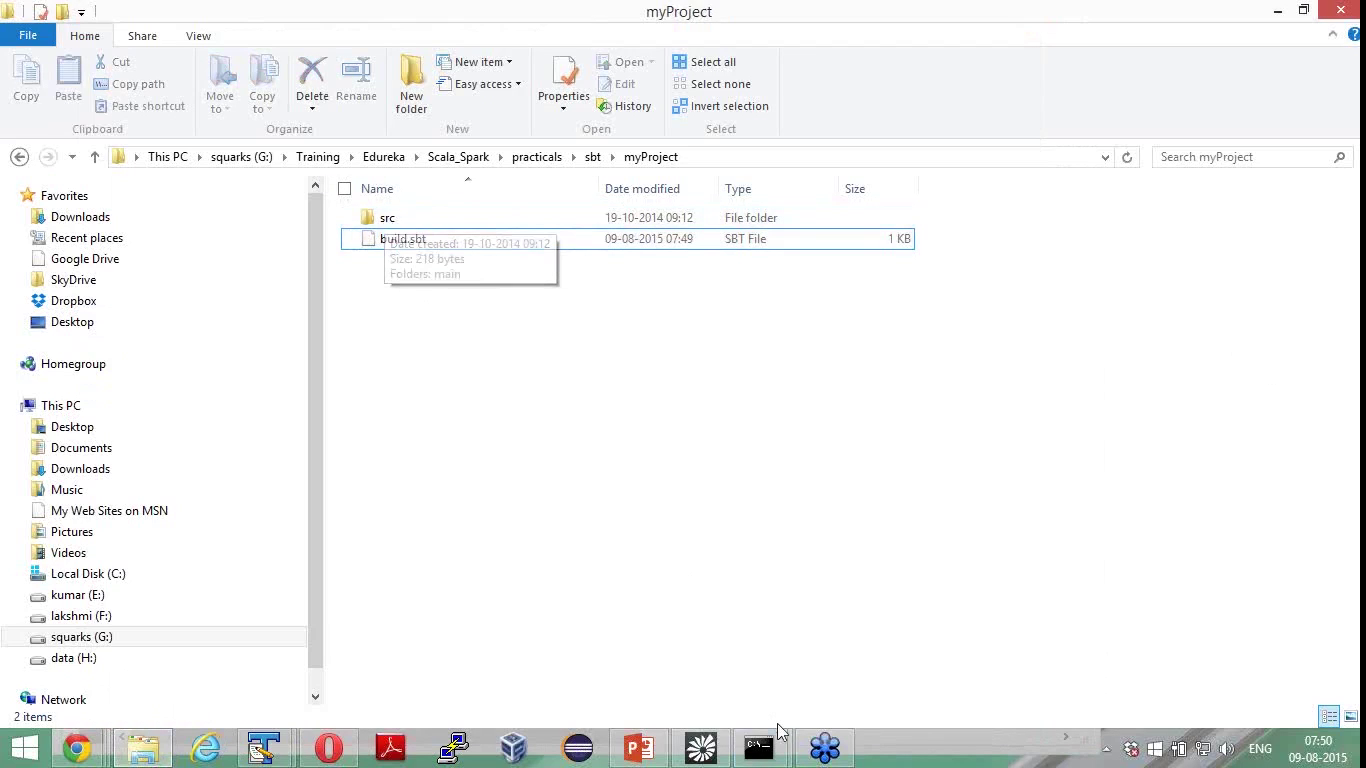 myProject
File Home Share View
Copy Paste Cut Copy path Paste shortcut Move to Copy to Delete Rename New folder New item Easy access Properties Open Edit History Select all Select none Invert selection
Clipboard Organize New Open Select
This PC squarks (G:) Training Edureka Scala_Spark practicals sbt myProject Search myProject
Name Date modified Type Size
src 19-10-2014 09:12 File folder
build.sbt 09-08-2015 07:49 SBT File 1 KB
Date created: 19-10-2014 09:12
Size: 218 bytes
Folders: main
Favorites
Downloads
Recent places
Google Drive
SkyDrive
Dropbox
Desktop
Homegroup
This PC
Desktop
Documents
Downloads
Music
My Web Sites on MSN
Pictures
Videos
Local Disk (C:)
kumar (E:)
lakshmi (F:)
squarks (G:)
data (H:)
Network
2 items
ENG 07:50
09-08-2015